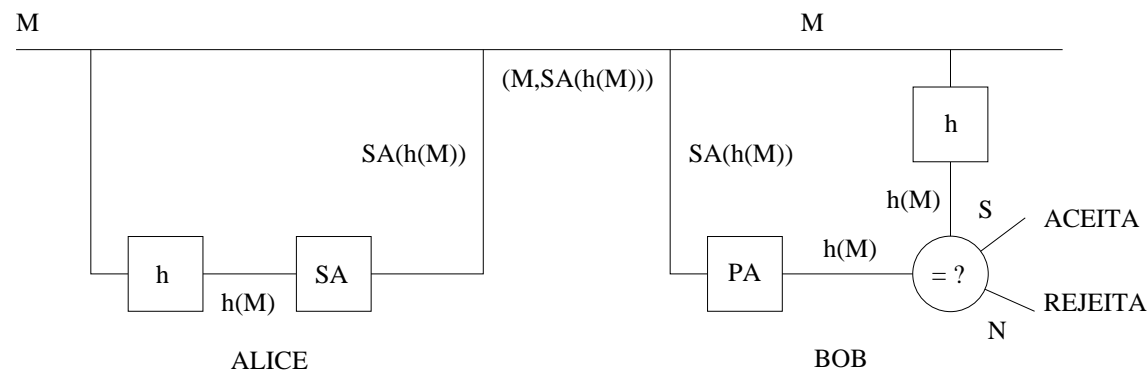 M M
(M,SA(h(M)))
h
SA(h(M)) SA(h(M))
h(M) S
ACEITA
h(M)
h SA PA = ?
h(M) REJEITA
N
ALICE BOB